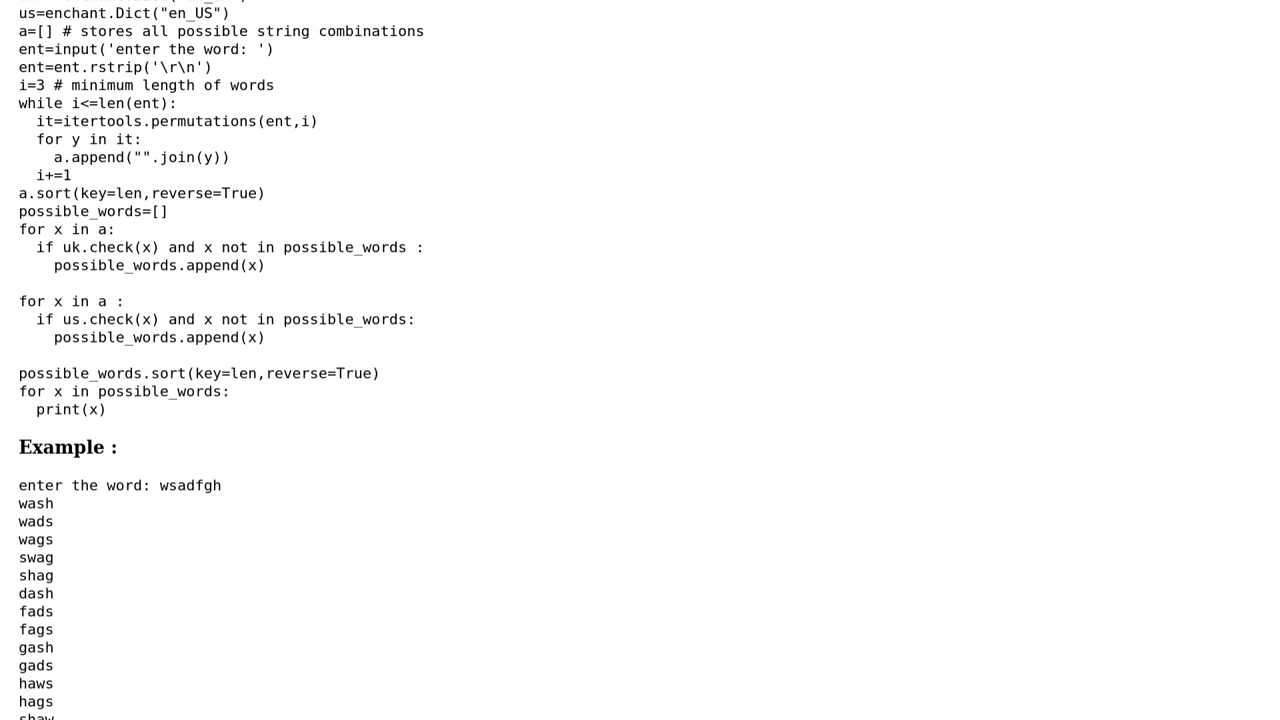 us=enchant.Dict("en_US")
a=[] # stores all possible string combinations
ent=input('enter the word: ')
ent=ent.rstrip('\r\n')
i=3 # minimum length of words
while i<=len(ent):
  it=itertools.permutations(ent,i)
  for y in it:
    a.append("".join(y))
  i+=1
a.sort(key=len,reverse=True)
possible_words=[]
for x in a:
  if uk.check(x) and x not in possible_words :
    possible_words.append(x)

for x in a :
  if us.check(x) and x not in possible_words:
    possible_words.append(x)

possible_words.sort(key=len,reverse=True)
for x in possible_words:
  print(x)
Example :
enter the word: wsadfgh
wash
wads
wags
swag
shag
dash
fads
fags
gash
gads
haws
hags
shaw